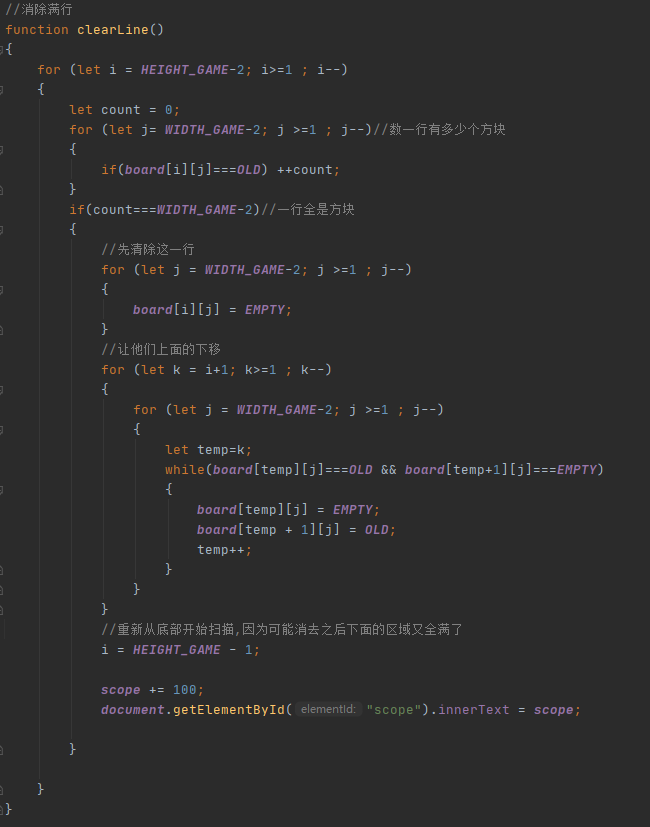 //消除满行
function clearLine()
{
for (let i = HEIGHT_GAME-2; i>=1 ; i--)
{
let count = 0;
for (let j= WIDTH_GAME-2; j >=1 ; j--)//数一行有多少个方块
{
if(board[i][j]===OLD) ++count;
}
if(count===WIDTH_GAME-2)//一行全是方块
{
//先清除这一行
for (let j = WIDTH_GAME-2; j >=1 ; j--)
{
board[i][j] = EMPTY;
}
//让他们上面的下移
for (let k = i+1; k>=1 ; k--)
{
for (let j = WIDTH_GAME-2; j >=1 ; j--)
{
let temp=k;
while(board[temp][j]===OLD && board[temp+1][j]===EMPTY)
{
board[temp][j] = EMPTY;
board[temp + 1][j] = OLD;
temp++;
}
}
}
//重新从底部开始扫描,因为可能消去之后下面的区域又全满了
i = HEIGHT_GAME - 1;
scope += 100;
document.getElementById( elementId: "scope").innerText = scope;
}
}
}